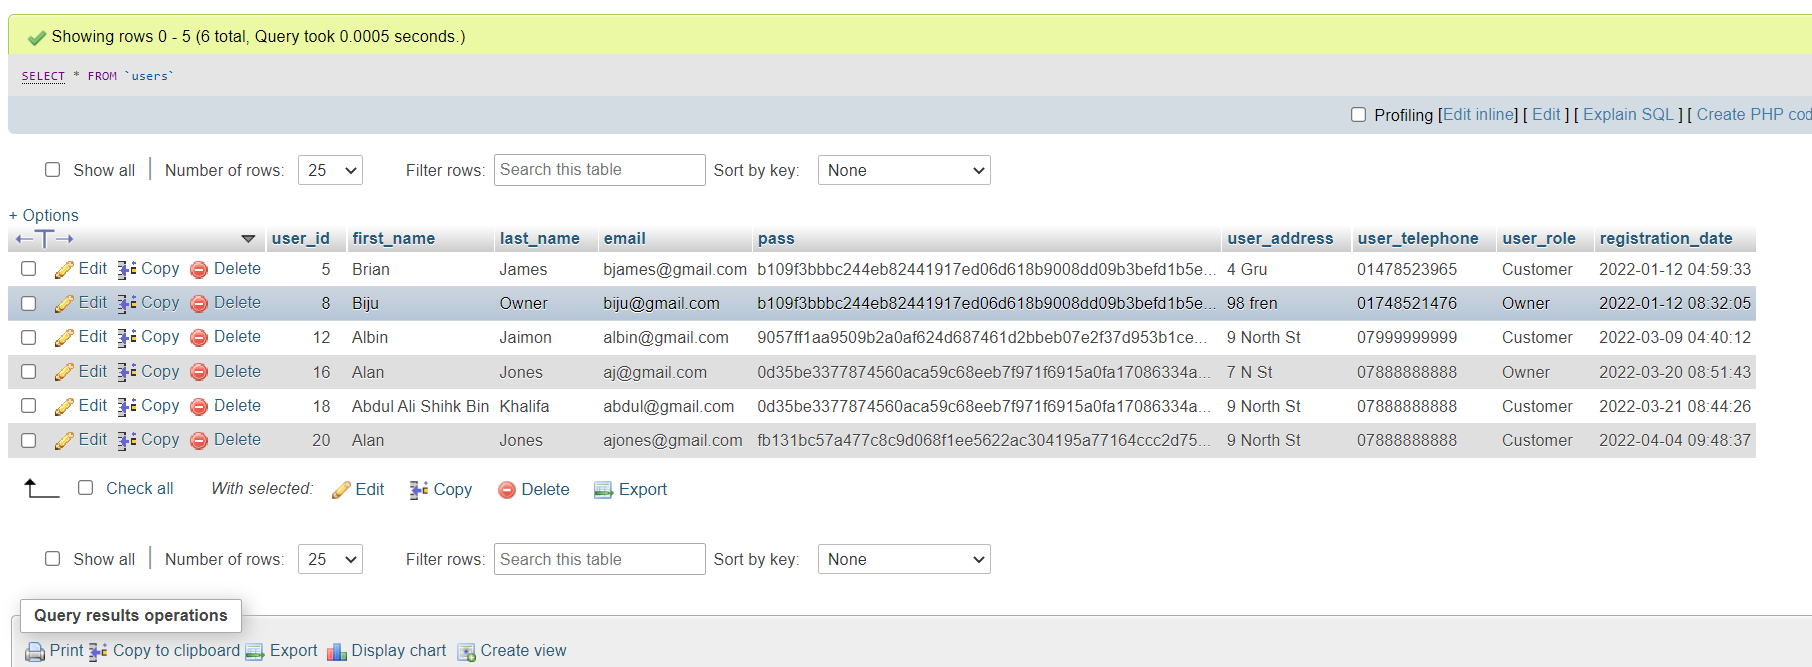 Showing rows 0 - 5 (6 total, Query took 0.0005 seconds.)
SELECT * FROM `users`
Profiling [Edit inline] [ Edit ] [ Explain SQL ] [ Create PHP cod
Show all Number of rows: 25 Filter rows: Search this table Sort by key: None
+ Options
←T→ user_id first_name last_name email pass user_address user_telephone user_role registration_date
Edit Copy Delete 5 Brian James bjames@gmail.com b109f3bbbc244eb82441917ed06d618b9008dd09b3befd1b5e... 4 Gru 01478523965 Customer 2022-01-12 04:59:33
Edit Copy Delete 8 Biju Owner biju@gmail.com b109f3bbbc244eb82441917ed06d618b9008dd09b3befd1b5e... 98 fren 01748521476 Owner 2022-01-12 08:32:05
Edit Copy Delete 12 Albin Jaimon albin@gmail.com 9057ff1aa9509b2a0af624d687461d2bbeb07e2f37d953b1ce... 9 North St 07999999999 Customer 2022-03-09 04:40:12
Edit Copy Delete 16 Alan Jones aj@gmail.com 0d35be3377874560aca59c68eeb7f971f6915a0fa17086334a... 7 N St 07888888888 Owner 2022-03-20 08:51:43
Edit Copy Delete 18 Abdul Ali Shihk Bin Khalifa abdul@gmail.com 0d35be3377874560aca59c68eeb7f971f6915a0fa17086334a... 9 North St 07888888888 Customer 2022-03-21 08:44:26
Edit Copy Delete 20 Alan Jones ajones@gmail.com fb131bc57a477c8c9d068f1ee5622ac304195a77164ccc2d75... 9 North St 07888888888 Customer 2022-04-04 09:48:37
Check all With selected: Edit Copy Delete Export
Show all Number of rows: 25 Filter rows: Search this table Sort by key: None
Query results operations
Print Copy to clipboard Export Display chart Create view